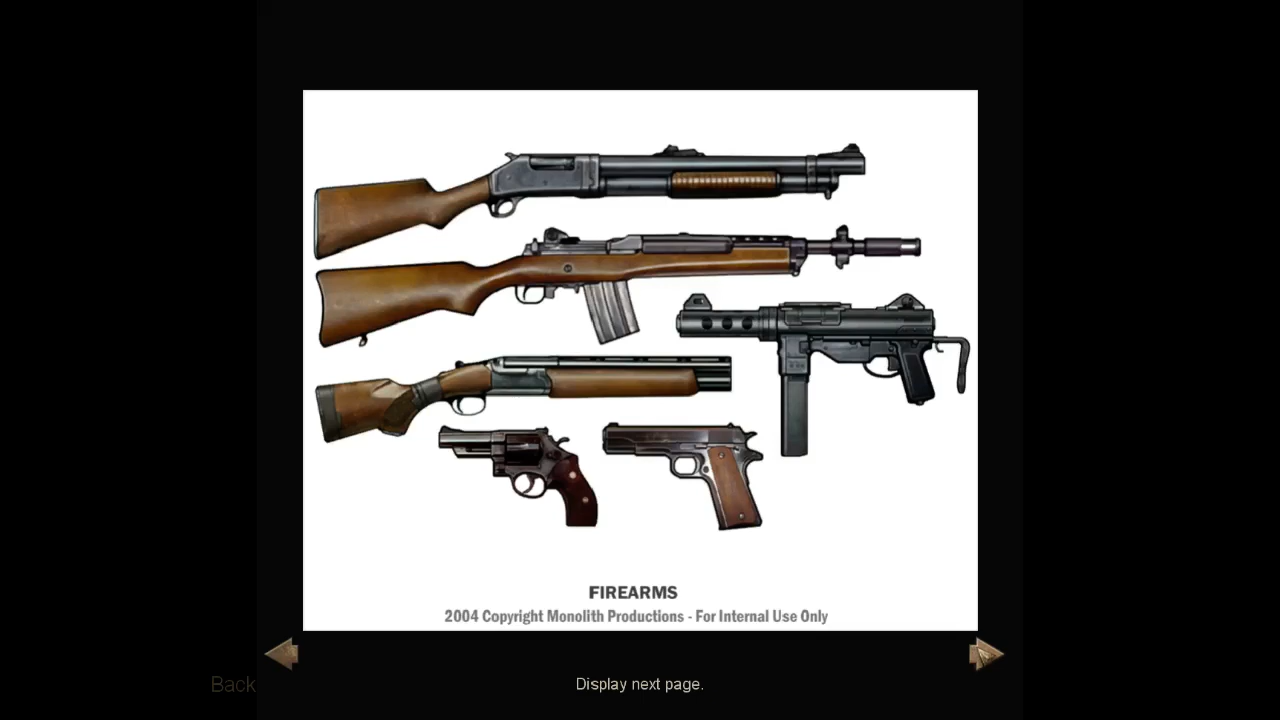 FIREARMS
2004 Copyright Monolith Productions - For Internal Use Only
Back
Display next page.